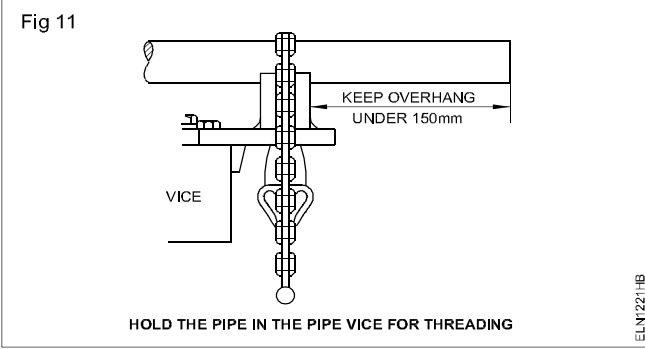 Fig 11
KEEP OVERHANG
UNDER 150mm
VICE
HOLD THE PIPE IN THE PIPE VICE FOR THREADING
ELN1221HB